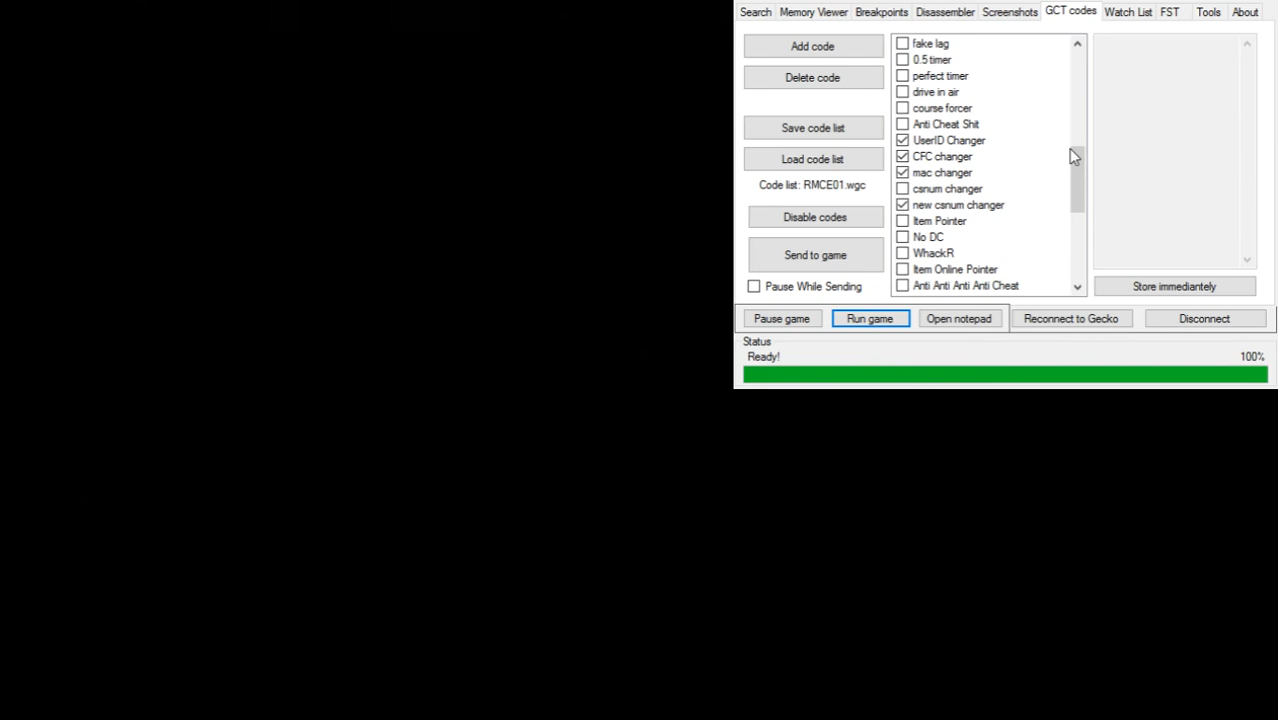 Search Memory Viewer Breakpoints Disassembler Screenshots GCT codes Watch List FST Tools About
Add code
Delete code
Save code list
Load code list
Code list: RMCE01.wgc
Disable codes
Send to game
Pause While Sending
fake lag
0.5 timer
perfect timer
drive in air
course forcer
Anti Cheat Shit
UserID Changer
CFC changer
mac changer
csnum changer
new csnum changer
Item Pointer
No DC
WhackR
Item Online Pointer
Anti Anti Anti Anti Cheat
Store immediantely
Pause game Run game Open notepad Reconnect to Gecko Disconnect
Status
Ready! 100%